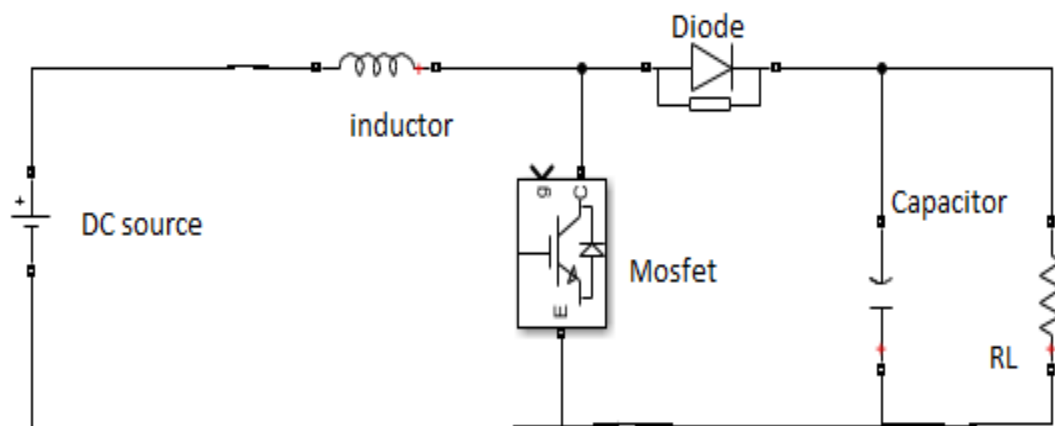 Diode
inductor
g C
Capacitor
DC source
Mosfet
E
RL